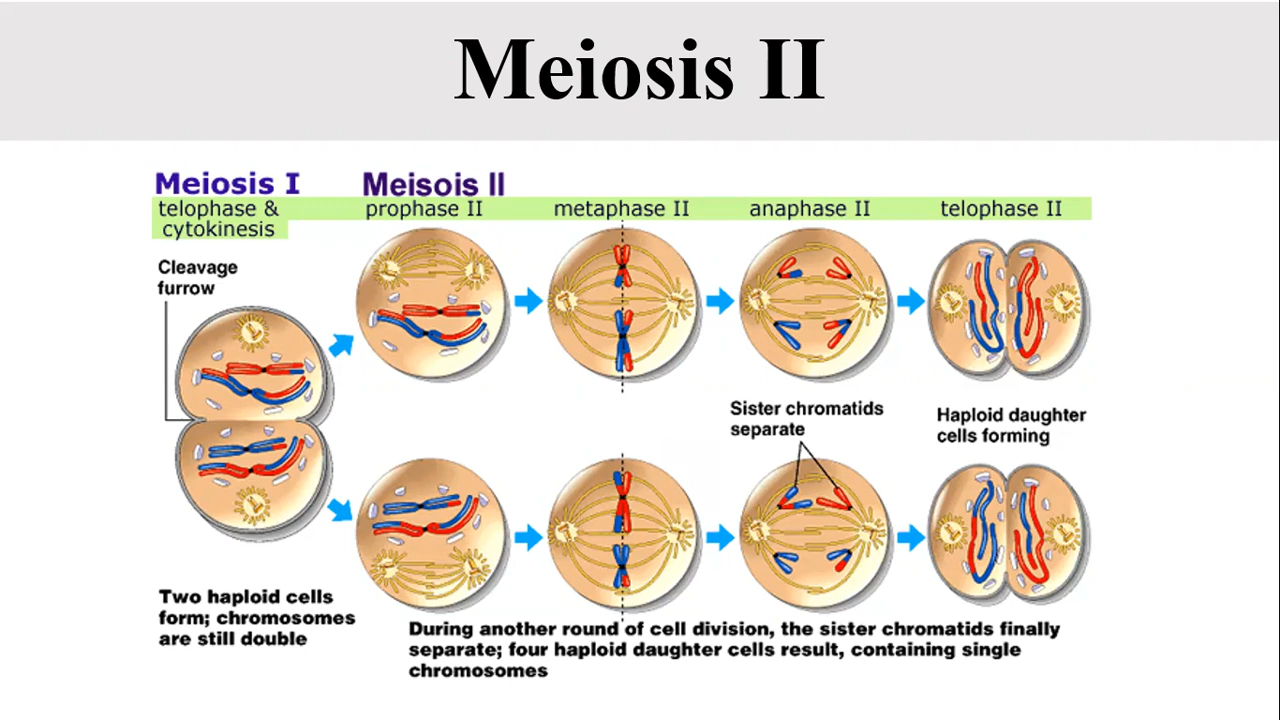 Meiosis II
Meiosis I
Meisois II
telophase &
cytokinesis
prophase II
metaphase II
anaphase II
telophase II
Cleavage
furrow
Sister chromatids
separate
Haploid daughter
cells forming
Two haploid cells
form; chromosomes
are still double
During another round of cell division, the sister chromatids finally
separate; four haploid daughter cells result, containing single
chromosomes